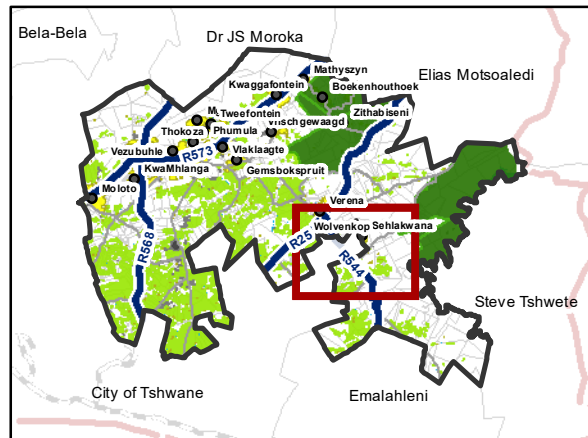 Bela-Bela
Dr JS Moroka
Elias Motsoaledi
Mathyszyn
Kwaggafontein
Boekenhouthoek
Zithabiseni
Tweefontein
Thokoza
Phumula
Vezubuhle
Vlaklaagte
R573
KwaMhlanga
Gemsbokspruit
Moloto
Verena
Wolvenkop
Sehlakwana
R25
R544
R568
Steve Tshwete
City of Tshwane
Emalahleni